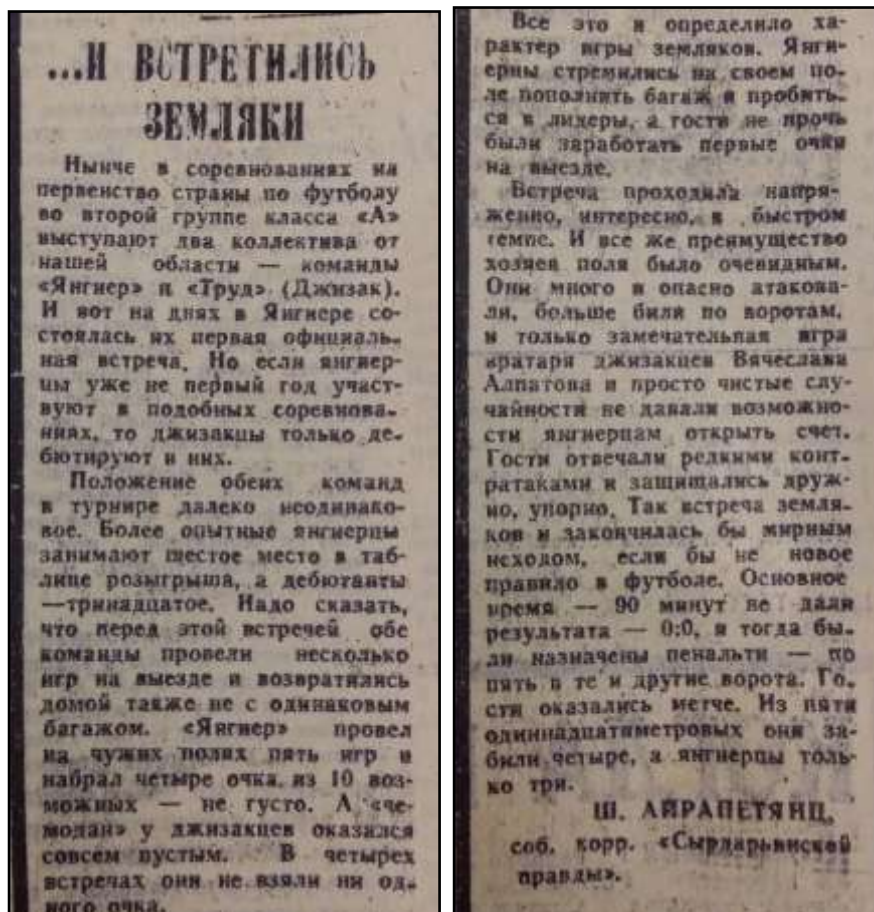 ...И ВСТРЕТИЛИСЬ
ЗЕМЛЯКИ
Нынче в соревнованиях на
первенство страны по футболу
во второй группе класса «А»
выступают два коллектива от
нашей области — команды
«Янгиер» и «Труд» (Джизак).
И вот на днях в Янгиере со-
стоялась их первая официаль-
ная встреча. Но если янгиер-
цы уже не первый год участ-
вуют в подобных соревнова-
ниях, то джизакцы только де-
бютируют в них.
Положение обеих команд
в турнире далеко неодинако-
вое. Более опытные янгиерцы
занимают шестое место в таб-
лице розыгрыша, а дебютанты
—тринадцатое. Надо сказать,
что перед этой встречей обе
команды провели несколько
игр на выезде и возвратились
домой также не с одинаковым
багажом. «Янгиер» провел
на чужих полях пять игр и
набрал четыре очка из 10 воз-
можных — не густо. А «че-
модан» у джизакцев оказался
совсем пустым. В четырех
встречах они не взяли ни од-
ного очка.
Все это и определило ха-
рактер игры земляков. Янги-
ерцы стремились на своем по-
ле пополнить багаж и пробить-
ся в лидеры, а гости не прочь
были заработать первые очки
на выезде.
Встреча проходила напря-
женно, интересно, в быстром
темпе. И все же преимущество
хозяев поля было очевидным.
Они много и опасно атакова-
ли, больше били по воротам,
и только замечательная игра
вратаря джизакцев Вячеслава
Алпатова и просто чистые слу-
чайности не давали возможно-
сти янгиерцам открыть счет.
Гости отвечали редкими конт-
ратаками и защищались друж-
но, упорно. Так встреча земля-
ков и закончилась бы мирным
исходом, если бы не новое
правило в футболе. Основное
время — 90 минут не дали
результата — 0:0, и тогда бы-
ли назначены пенальти — по
пять в те и другие ворота. Го-
сти оказались метче. Из пяти
одиннадцатиметровых они за-
били четыре, а янгиерцы толь-
ко три.
Ш. АЙРАПЕТЯНЦ,
соб. корр. «Сырдарьинской
правды».